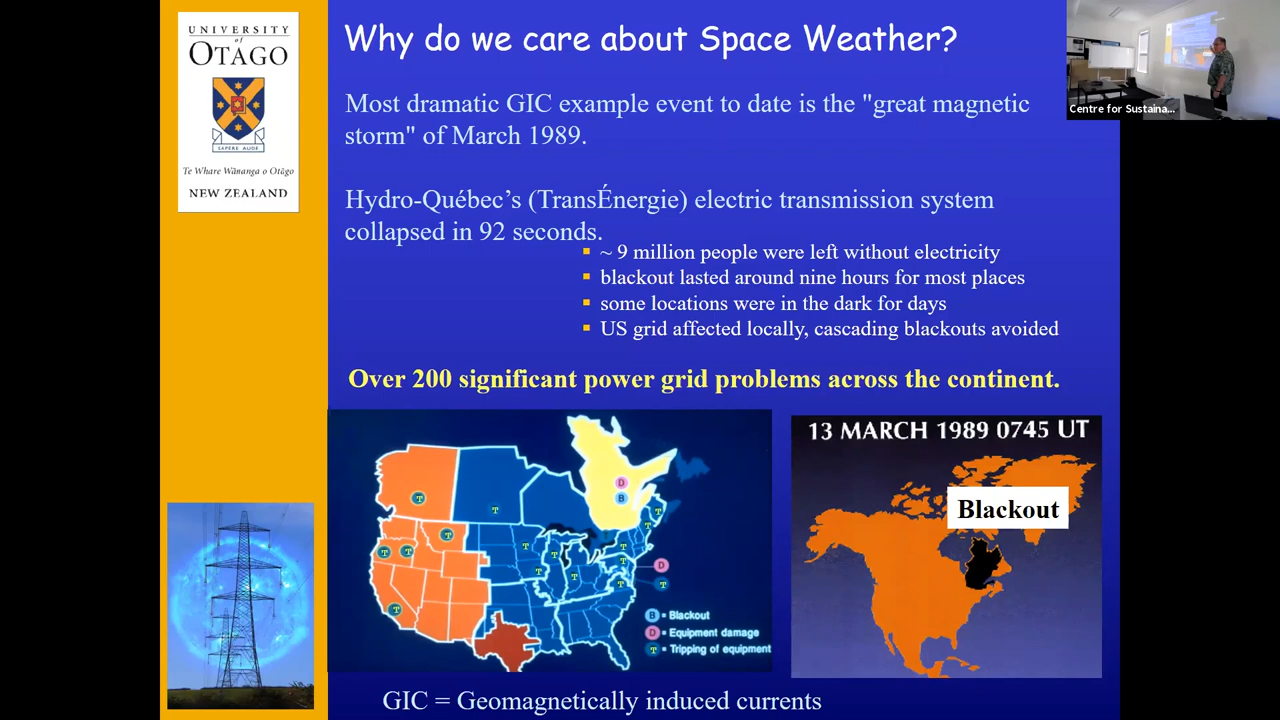 UNIVERSITY
of
OTAGO
SAPERE AUDE
Te Whare Wānanga o Otāgo
NEW ZEALAND
Why do we care about Space Weather?
Centre for Sustaina...
Most dramatic GIC example event to date is the "great magnetic
storm" of March 1989.
Hydro-Québec's (TransÉnergie) electric transmission system
collapsed in 92 seconds.
~ 9 million people were left without electricity
blackout lasted around nine hours for most places
some locations were in the dark for days
US grid affected locally, cascading blackouts avoided
Over 200 significant power grid problems across the continent.
D
B
T
T
T
T
T
T
T
T
T
T
T
T
T
T
D
T
T
B = Blackout
D = Equipment damage
T = Tripping of equipment
13 MARCH 1989 0745 UT
Blackout
GIC = Geomagnetically induced currents